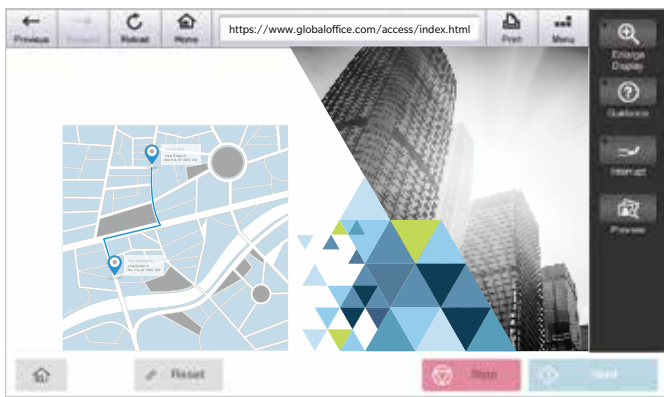 Previous
Reload
Home
https://www.globaloffice.com/access/index.html
Print
Menu
Enlarge
Display
Guidance
Interrupt
Preview
Reset
Stop
Start